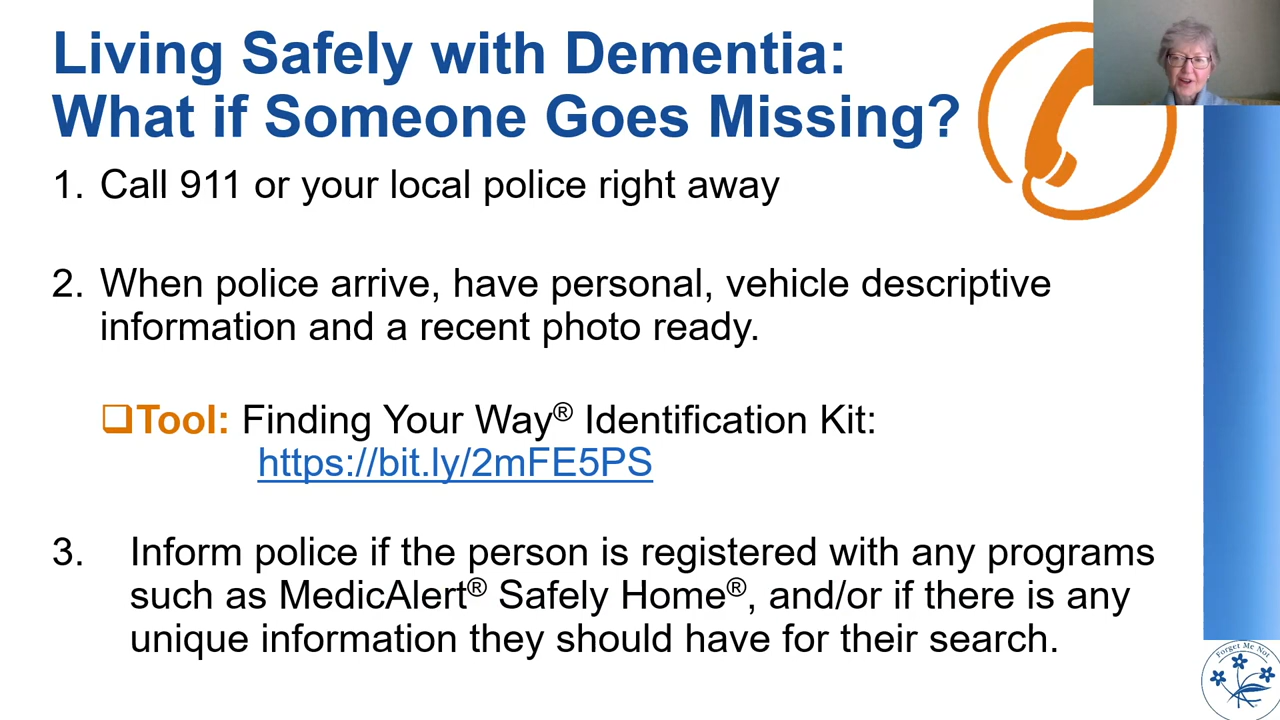 Living Safely with Dementia:
What if Someone Goes Missing?
1. Call 911 or your local police right away
2. When police arrive, have personal, vehicle descriptive
information and a recent photo ready.
❑Tool: Finding Your Way® Identification Kit:
https://bit.ly/2mFE5PS
3. Inform police if the person is registered with any programs
such as MedicAlert® Safely Home®, and/or if there is any
unique information they should have for their search.
Forget Me Not